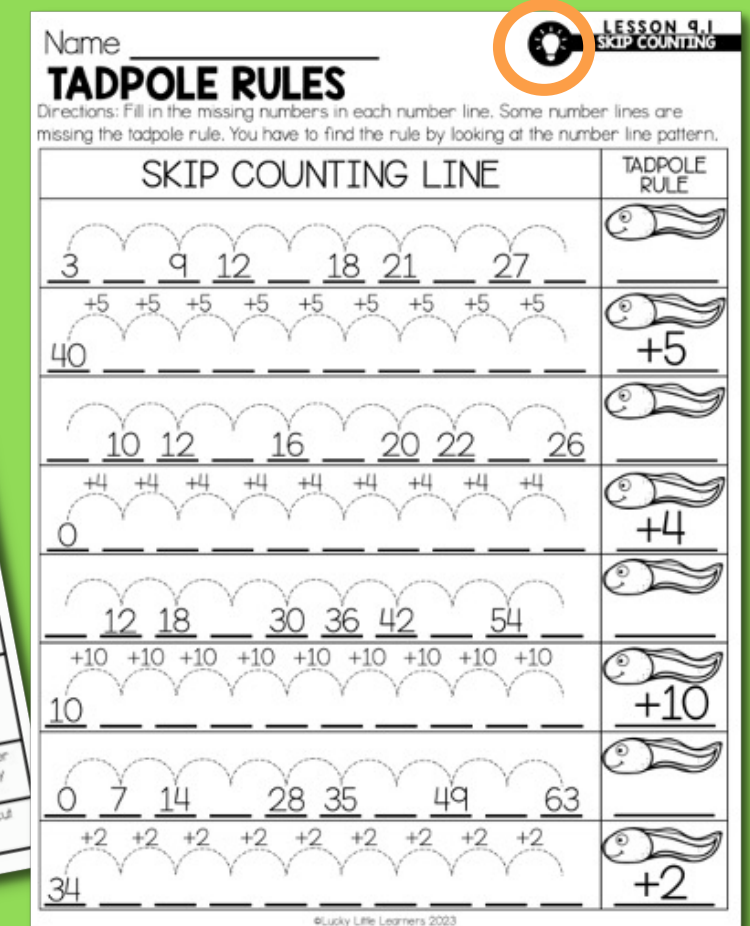 Name
LESSON 9.1
SKIP COUNTING
TADPOLE RULES
Directions: Fill in the missing numbers in each number line. Some number lines are
missing the tadpole rule. You have to find the rule by looking at the number line pattern.
SKIP COUNTING LINE
TADPOLE
RULE
3 9 12 18 21 27
+5 +5 +5 +5 +5 +5 +5 +5 +5
40
+5
10 12 16 20 22 26
+4 +4 +4 +4 +4 +4 +4 +4 +4
0
+4
12 18 30 36 42 54
+10 +10 +10 +10 +10 +10 +10 +10 +10
10
+10
0 7 14 28 35 49 63
+2 +2 +2 +2 +2 +2 +2 +2 +2
34
+2
©Lucky Little Learners 2023